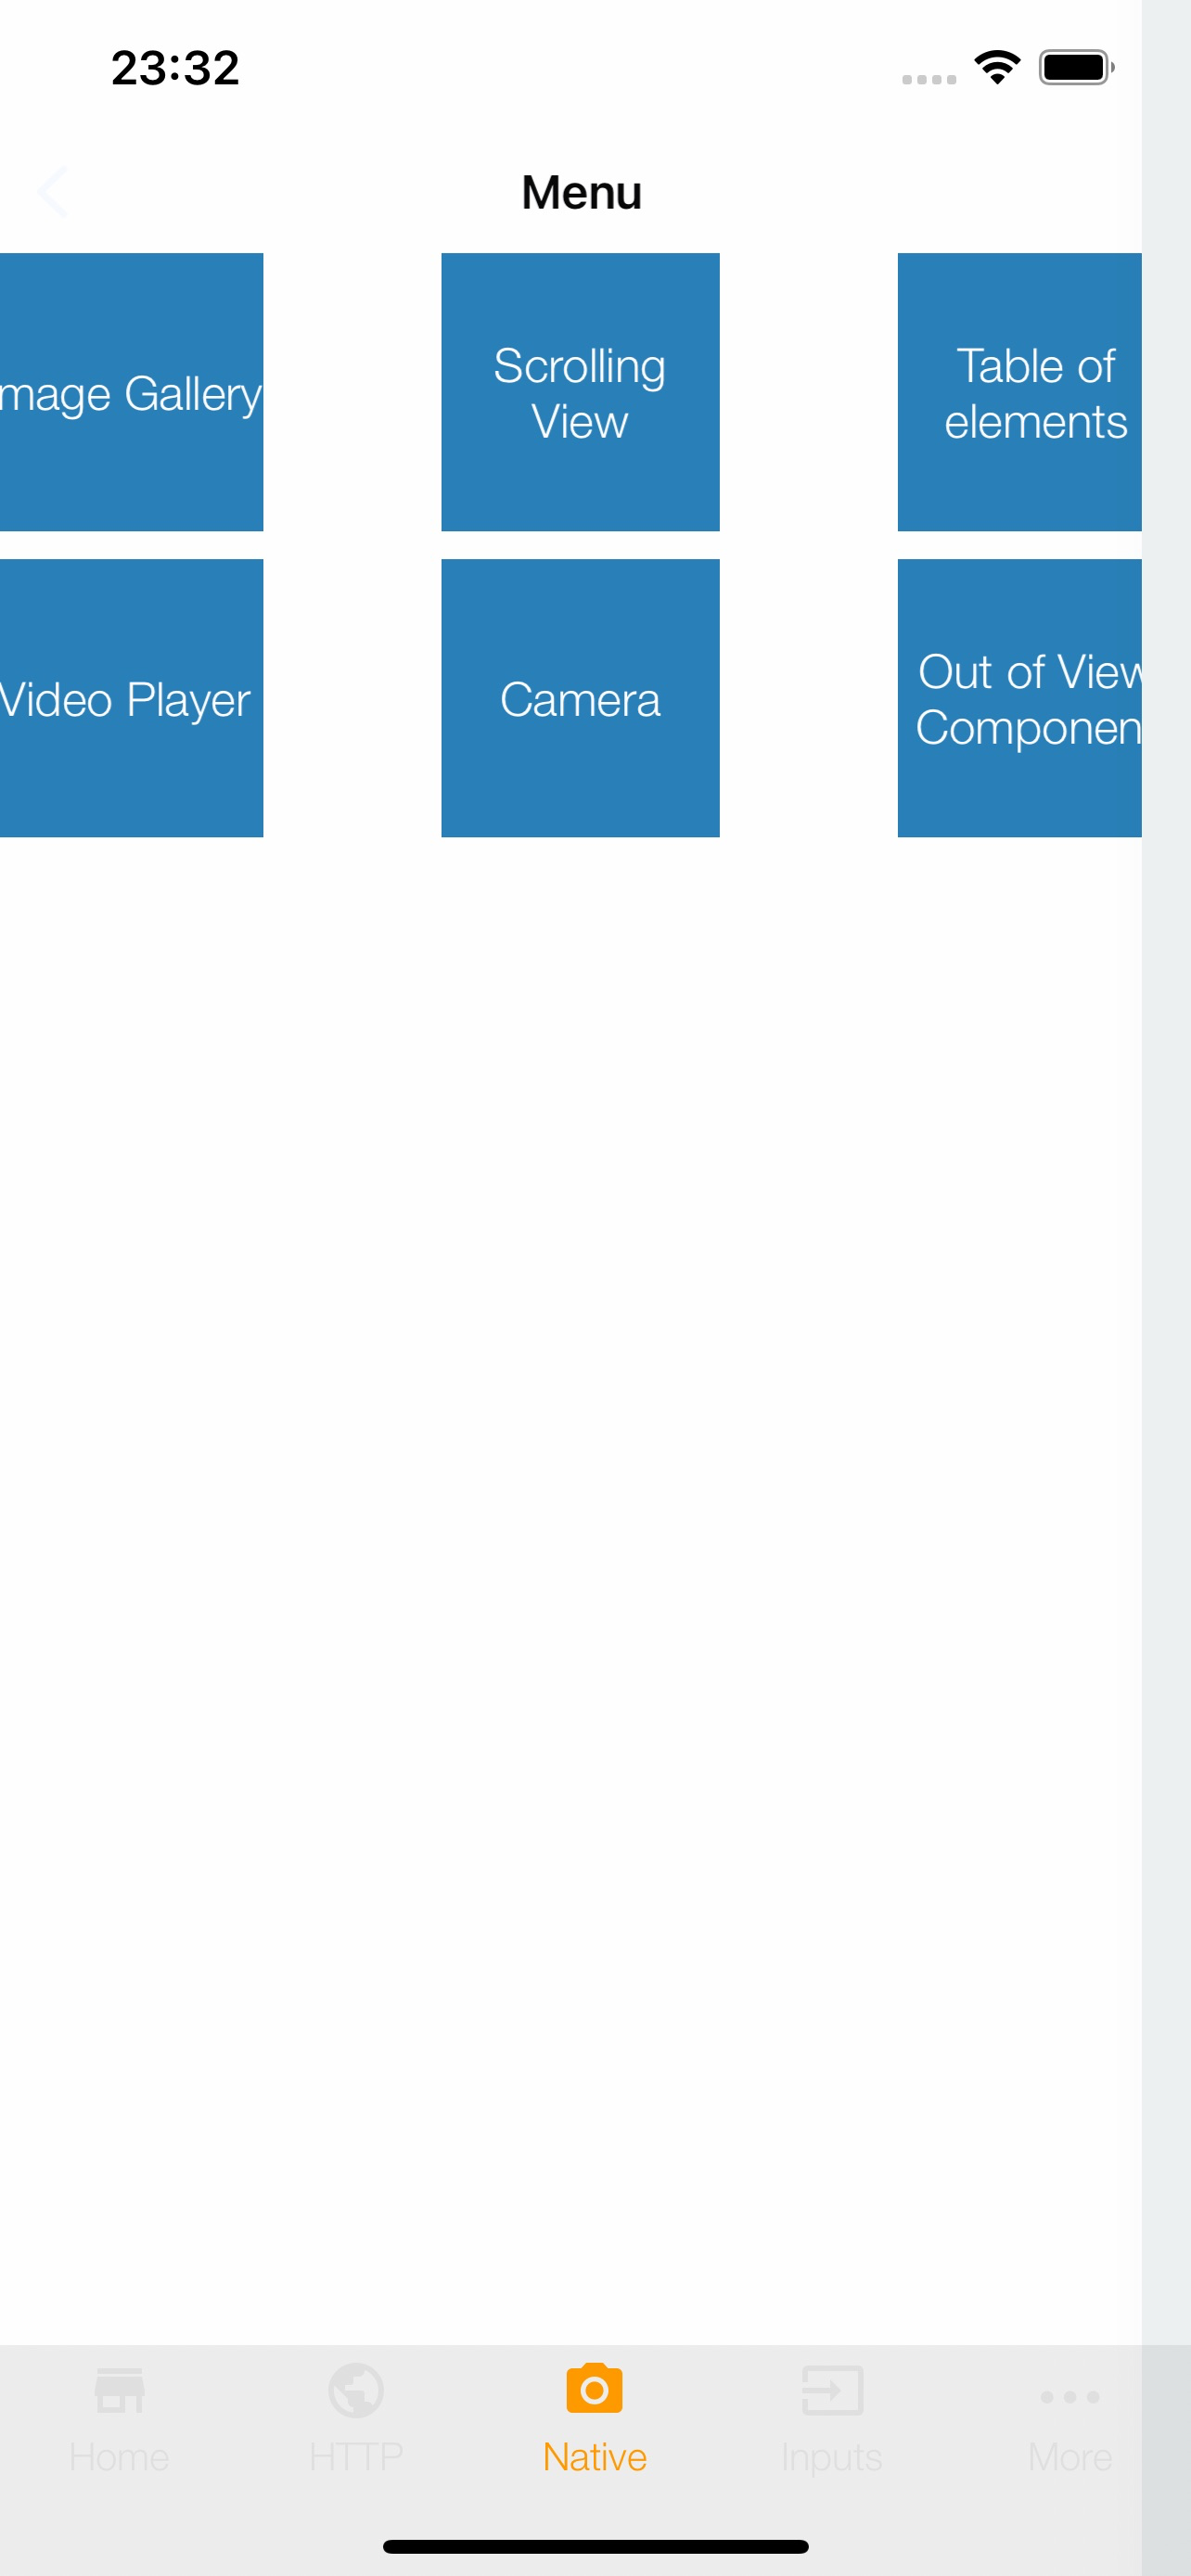 23:32
Menu
mage Gallery
Scrolling
View
Table of
elements
Video Player
Camera
Out of View
Componen
Home
HTTP
Native
Inputs
More